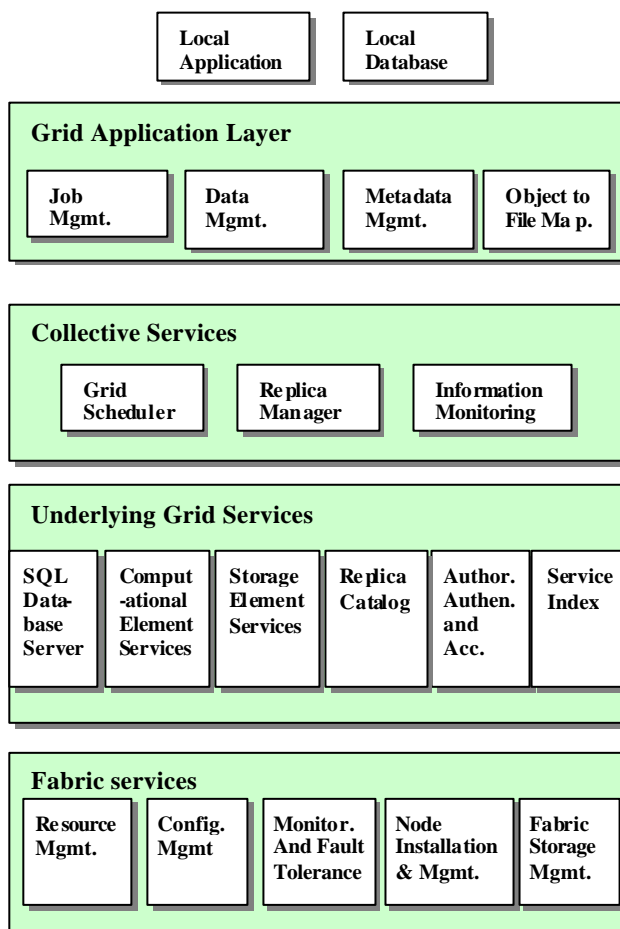 Local
Application
Local
Database
Grid Application Layer
Job
Mgmt.
Data
Mgmt.
Metadata
Mgmt.
Object to
File Map.
Collective Services
Grid
Scheduler
Replica
Manager
Information
Monitoring
Underlying Grid Services
SQL
Data-
base
Server
Comput
-ational
Element
Services
Storage
Element
Services
Replica
Catalog
Author.
Authen.
and
Acc.
Service
Index
Fabric services
Resource
Mgmt.
Config.
Mgmt
Monitor.
And Fault
Tolerance
Node
Installation
& Mgmt.
Fabric
Storage
Mgmt.